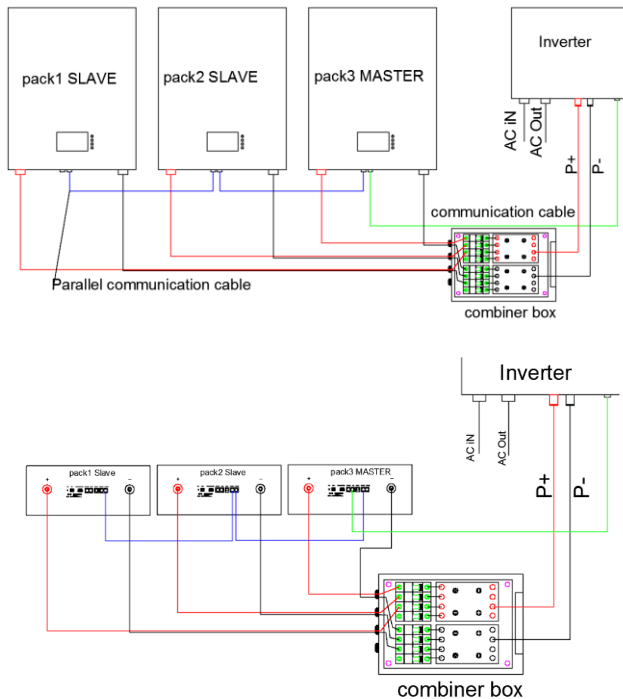 pack1 SLAVE
pack2 SLAVE
pack3 MASTER
Inverter
AC iN
AC Out
P+
P-
communication cable
Parallel communication cable
combiner box
Inverter
AC iN
AC Out
P+
P-
pack1 Slave
pack2 Slave
pack3 MASTER
+
-
+
-
+
-
combiner box